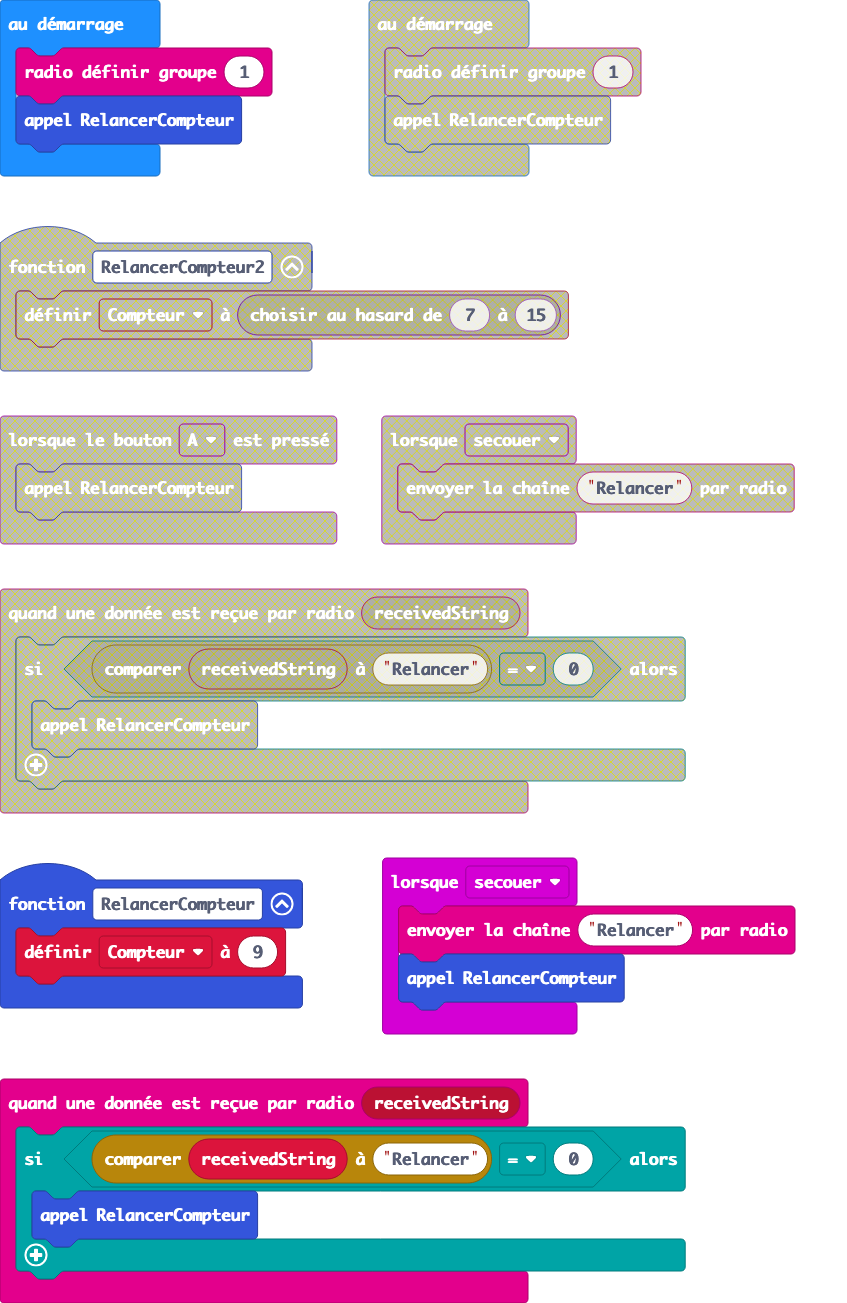 au démarrage
radio définir groupe 1
appel RelancerCompteur
au démarrage
radio définir groupe 1
appel RelancerCompteur
fonction RelancerCompteur2
définir Compteur à choisir au hasard de 7 à 15
lorsque le bouton A est pressé
appel RelancerCompteur
lorsque secouer
envoyer la chaîne "Relancer" par radio
quand une donnée est reçue par radio receivedString
si comparer receivedString à "Relancer" = 0 alors
appel RelancerCompteur
fonction RelancerCompteur
définir Compteur à 9
lorsque secouer
envoyer la chaîne "Relancer" par radio
appel RelancerCompteur
quand une donnée est reçue par radio receivedString
si comparer receivedString à "Relancer" = 0 alors
appel RelancerCompteur